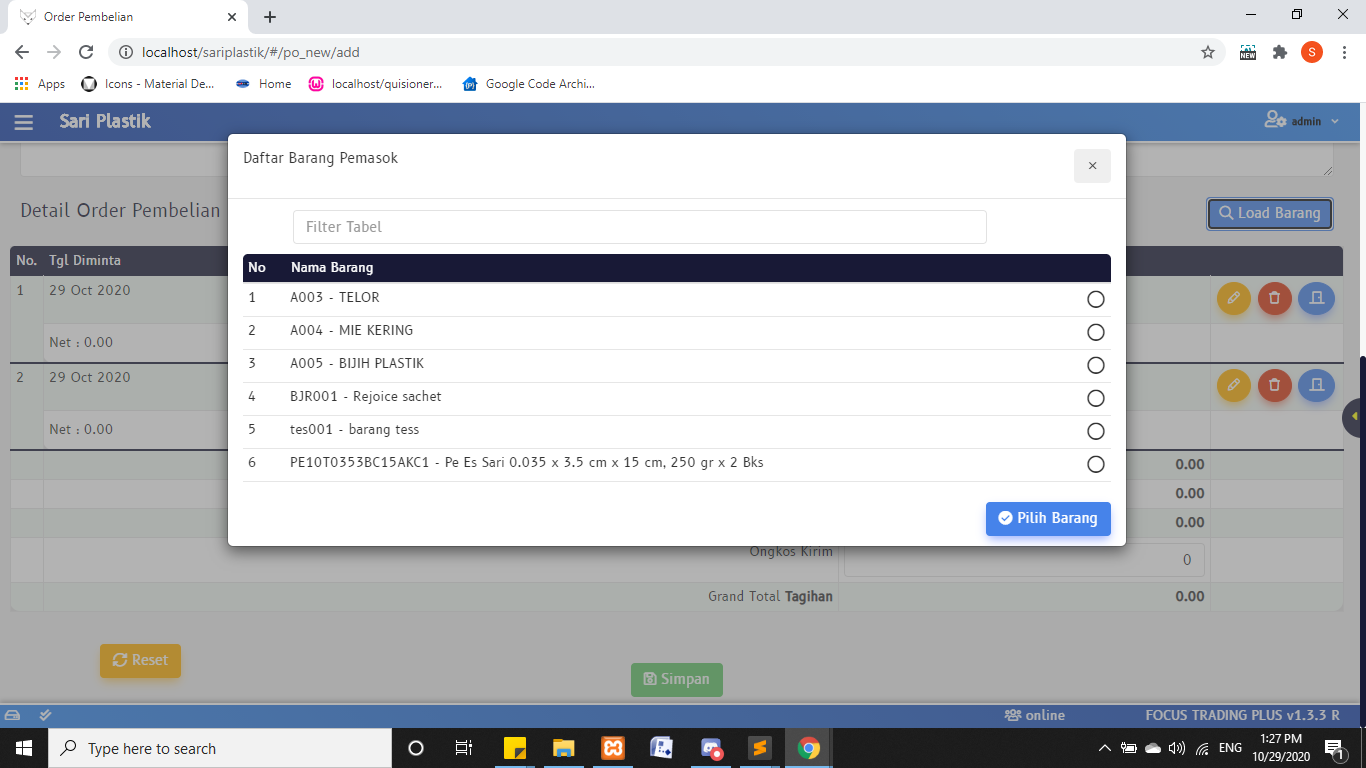 Order Pembelian
localhost/sariplastik/#/po_new/add
NEW
S
Apps
Icons - Material De...
Home
localhost/quisioner...
Google Code Archi...
Sari Plastik
admin
Daftar Barang Pemasok
×
Detail Order Pembelian
Load Barang
Filter Tabel
No. Tgl Diminta
No Nama Barang
1 29 Oct 2020
1 A003 - TELOR
2 A004 - MIE KERING
Net : 0.00
3 A005 - BIJIH PLASTIK
2 29 Oct 2020
4 BJR001 - Rejoice sachet
5 tes001 - barang tess
Net : 0.00
6 PE10T0353BC15AKC1 - Pe Es Sari 0.035 x 3.5 cm x 15 cm, 250 gr x 2 Bks
0.00
0.00
Pilih Barang
0.00
Ongkos Kirim 0
Grand Total Tagihan 0.00
Reset
Simpan
online
FOCUS TRADING PLUS v1.3.3 R
Type here to search
ENG
1:27 PM
10/29/2020
1